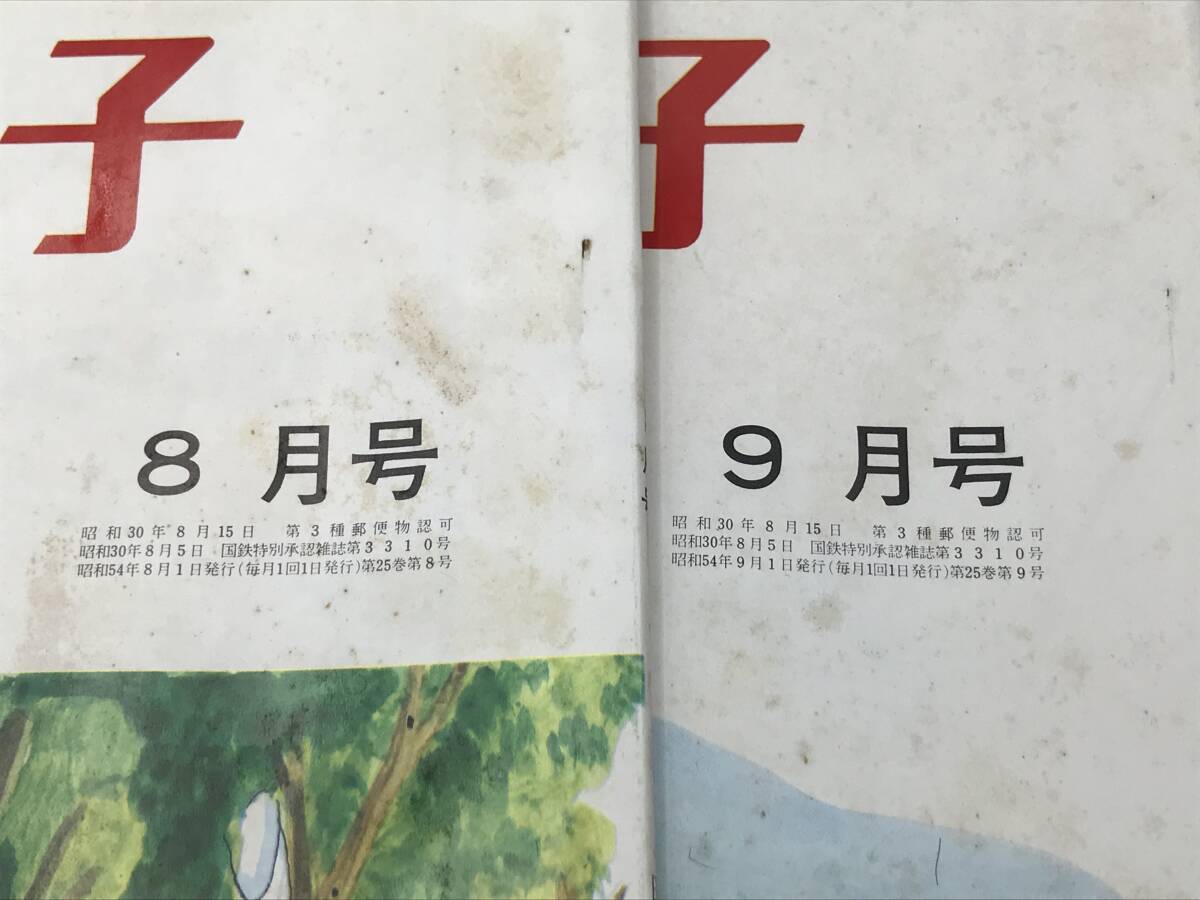 子
8月号
昭和30年8月15日 第3種郵便物認可
昭和30年8月5日 国鉄特別承認雑誌第3310号
昭和54年8月1日発行(毎月1回1日発行)第25巻第8号
子
9月号
昭和30年8月15日 第3種郵便物認可
昭和30年8月5日 国鉄特別承認雑誌第3310号
昭和54年9月1日発行(毎月1回1日発行)第25巻第9号